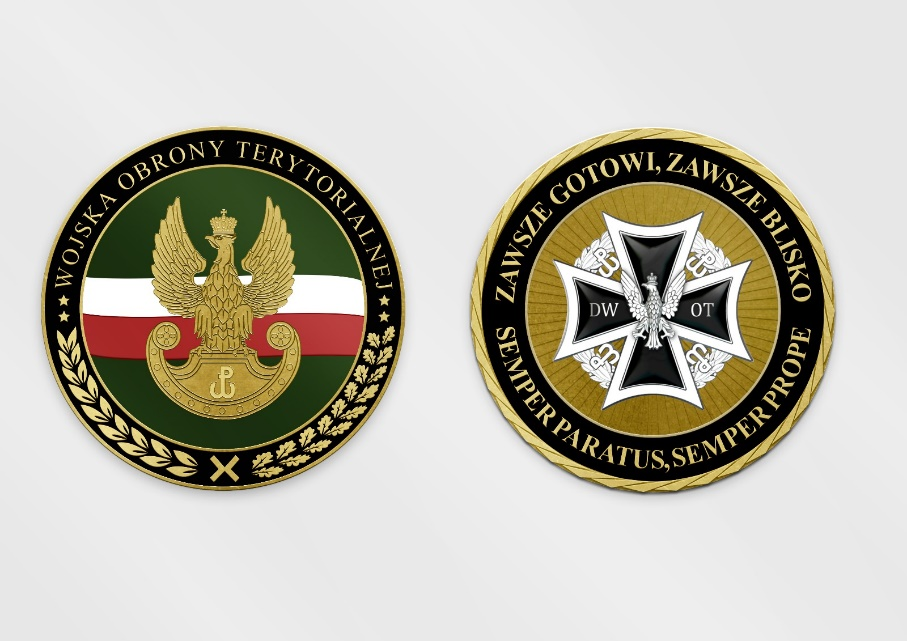 WOJSKA OBRONY TERYTORIALNEJ
ZAWSZE GOTOWI, ZAWSZE BLISKO
DW OT
SEMPER PARATUS, SEMPER PROPE